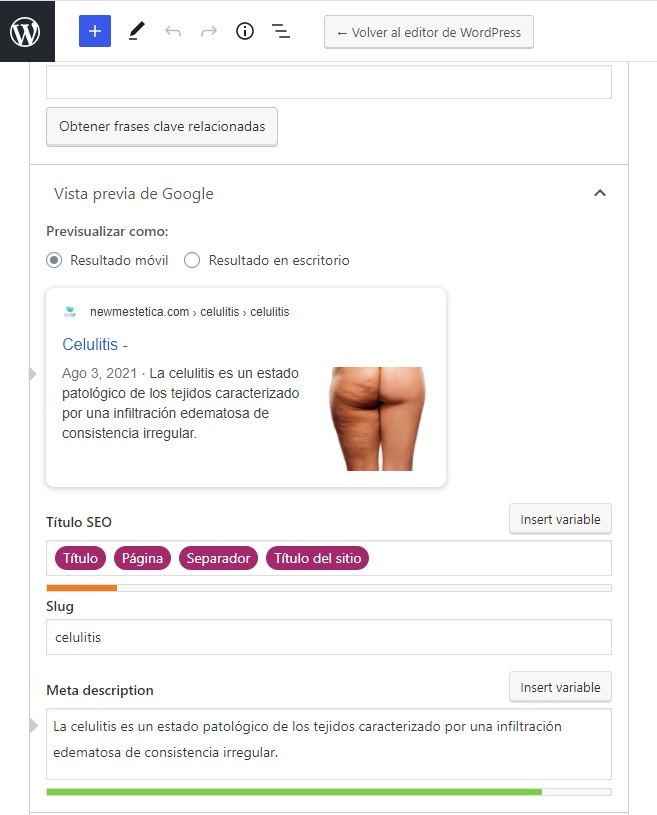 ← Volver al editor de WordPress
Obtener frases clave relacionadas
Vista previa de Google
Previsualizar como:
Resultado móvil
Resultado en escritorio
newmestetica.com › celulitis › celulitis
Celulitis -
Ago 3, 2021 · La celulitis es un estado
patológico de los tejidos caracterizado
por una infiltración edematosa de
consistencia irregular.
Título SEO
Insert variable
Título Página Separador Título del sitio
Slug
celulitis
Meta description
Insert variable
La celulitis es un estado patológico de los tejidos caracterizado por una infiltración
edematosa de consistencia irregular.